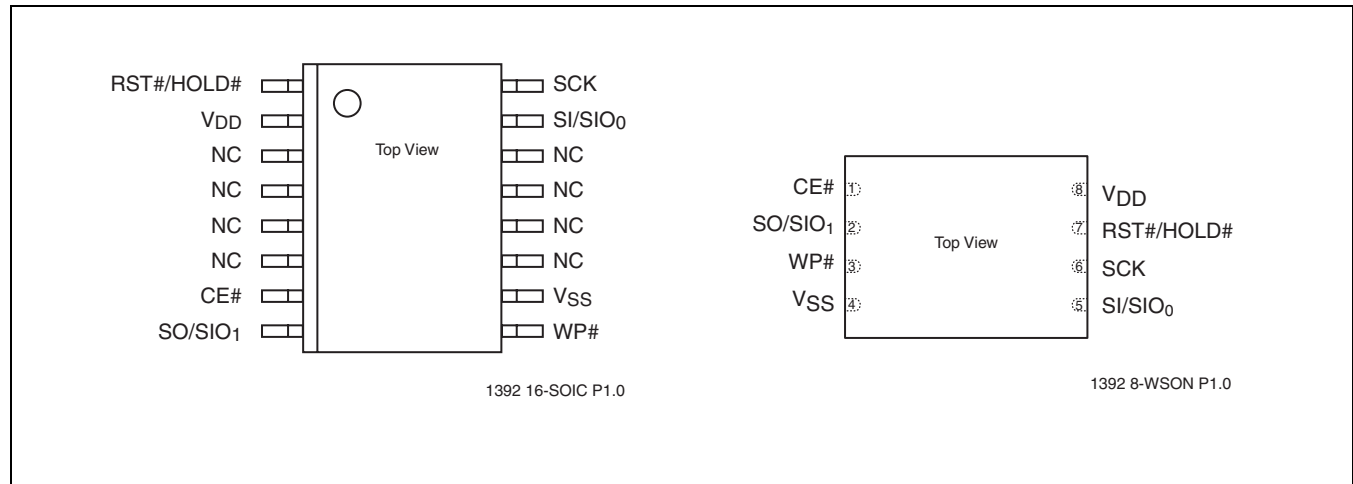 RST#/HOLD#
VDD
NC
NC
NC
NC
CE#
SO/SIO1
Top View
SCK
SI/SIO0
NC
NC
NC
NC
VSS
WP#
1392 16-SOIC P1.0
CE#
SO/SIO1
WP#
VSS
1
2
3
4
Top View
8
7
6
5
VDD
RST#/HOLD#
SCK
SI/SIO0
1392 8-WSON P1.0